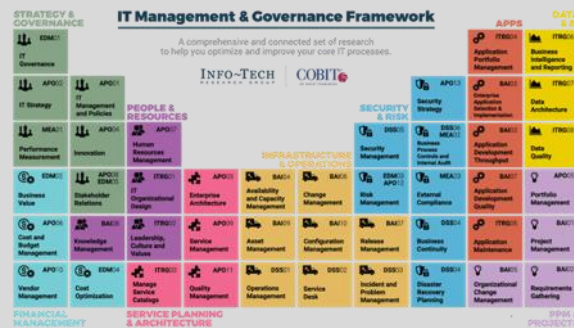 STRATEGY &
GOVERNANCE
IT Management & Governance Framework
A comprehensive and connected set of research
to help you optimize and improve your core IT processes.
INFO~TECH
RESEARCH GROUP
COBIT
APPS
DATA
EDM01
IT
Governance
ITRG04
Application
Portfolio
Management
ITRG06
Business
Intelligence
and Reporting
APO02
IT Strategy
APO01
IT
Management
and Policies
PEOPLE &
RESOURCES
SECURITY
& RISK
APO13
Security
Strategy
BAI03
Enterprise
Application
Selection &
Implementation
ITRG07
Data
Architecture
MEA01
Performance
Measurement
APO04
Innovation
APO07
Human
Resources
Management
INFRASTRUCTURE
& OPERATIONS
DSS05
Security
Management
DSS06
MEA02
Business
Process
Controls and
Internal Audit
Application
Development
Throughput
ITRG08
Data
Quality
EDM02
Business
Value
APO08
EDM05
Stakeholder
Relations
ITRG01
IT
Organizational
Design
APO03
Enterprise
Architecture
BAI04
Availability
and Capacity
Management
BAI06
Change
Management
EDM03
APO12
Risk
Management
MEA03
External
Compliance
BAI07
Application
Development
Quality
APO05
Portfolio
Management
APO06
Cost and
Budget
Management
BAI08
Knowledge
Management
ITRG02
Leadership,
Culture and
Values
APO09
Service
Management
BAI09
Asset
Management
BAI10
Configuration
Management
BAI07
Release
Management
DSS04
Business
Continuity
ITRG05
Application
Maintenance
BAI01
Project
Management
APO10
Vendor
Management
EDM04
Cost
Optimization
ITRG03
Manage
Service
Catalogs
APO11
Quality
Management
DSS01
Operations
Management
DSS02
Service
Desk
DSS03
Incident and
Problem
Management
DSS04
Disaster
Recovery
Planning
BAI05
Organizational
Change
Management
BAI02
Requirements
Gathering
FINANCIAL
MANAGEMENT
SERVICE PLANNING
& ARCHITECTURE
PPM